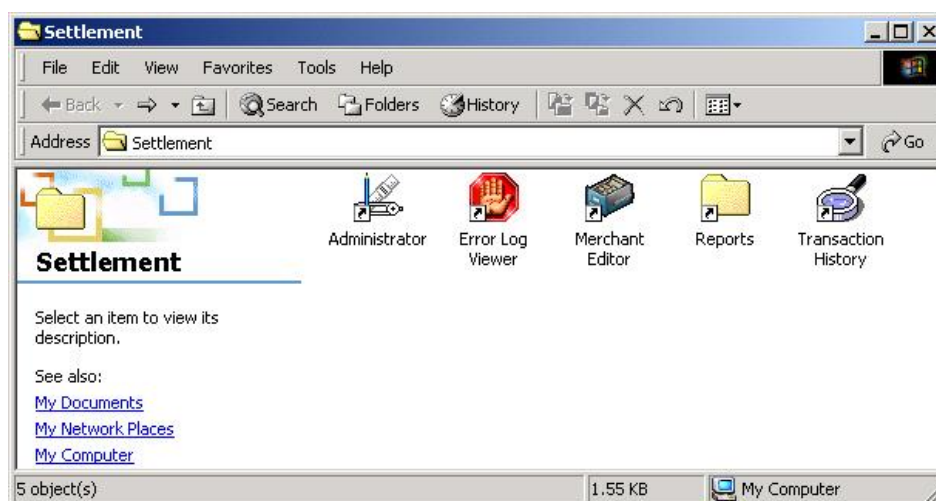 Settlement
File Edit View Favorites Tools Help
Back Search Folders History
Address Settlement Go
Administrator Error Log Viewer Merchant Editor Reports Transaction History
Settlement
Select an item to view its
description.
See also:
My Documents
My Network Places
My Computer
5 object(s) 1.55 KB My Computer